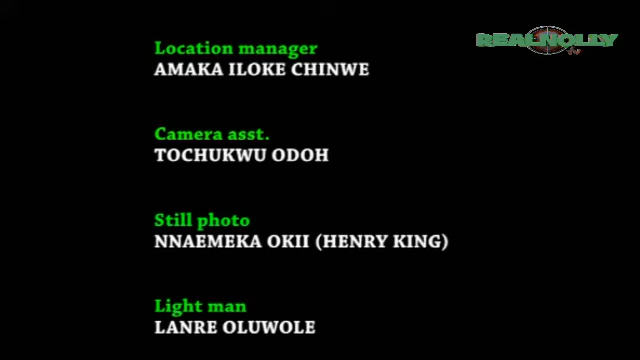 Location manager
AMAKA ILOKE CHINWE
REALNOLLY
tv
Camera asst.
TOCHUKWU ODOH
Still photo
NNAEMEKA OKII (HENRY KING)
Light man
LANRE OLUWOLE